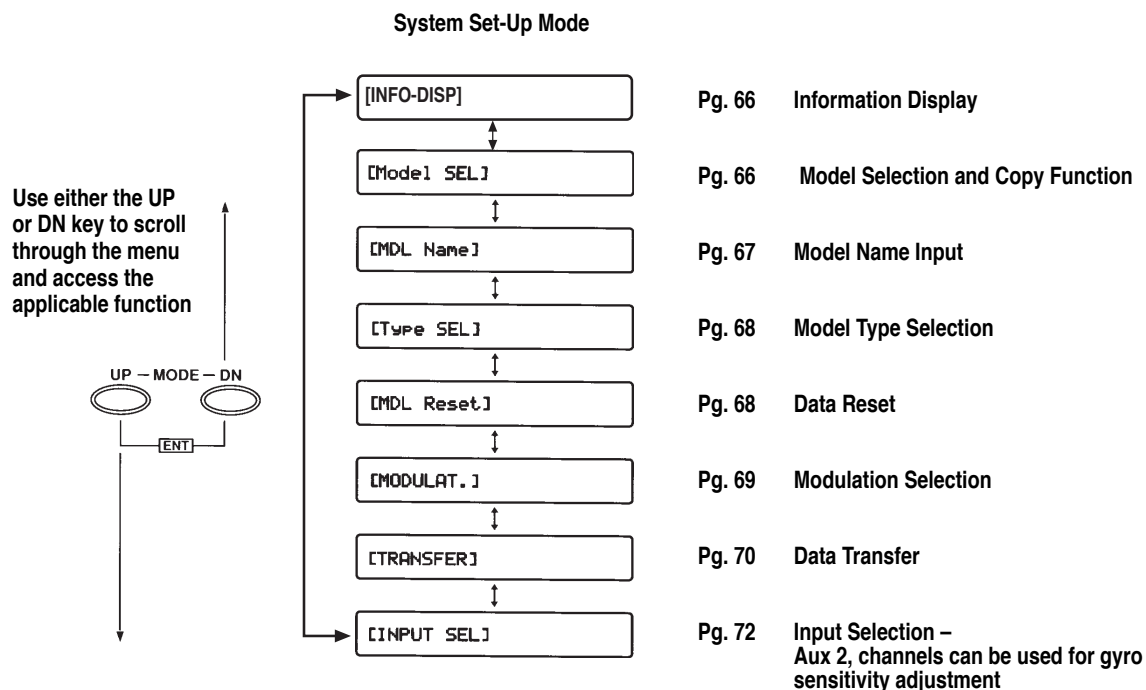 System Set-Up Mode
[INFO-DISP]
Pg. 66 Information Display
[Model SEL]
Pg. 66 Model Selection and Copy Function
Use either the UP
or DN key to scroll
through the menu
and access the
applicable function
[MDL Name]
Pg. 67 Model Name Input
[Type SEL]
Pg. 68 Model Type Selection
UP – MODE – DN
ENT
[MDL Reset]
Pg. 68 Data Reset
[MODULAT.]
Pg. 69 Modulation Selection
[TRANSFER]
Pg. 70 Data Transfer
[INPUT SEL]
Pg. 72 Input Selection –
Aux 2, channels can be used for gyro
sensitivity adjustment